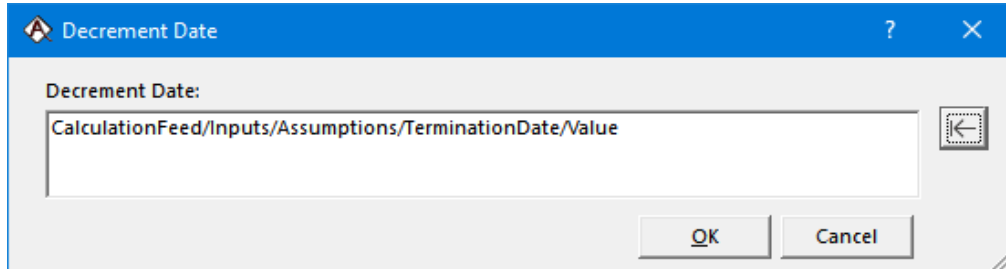 Decrement Date
Decrement Date:
CalculationFeed/Inputs/Assumptions/TerminationDate/Value
OK
Cancel